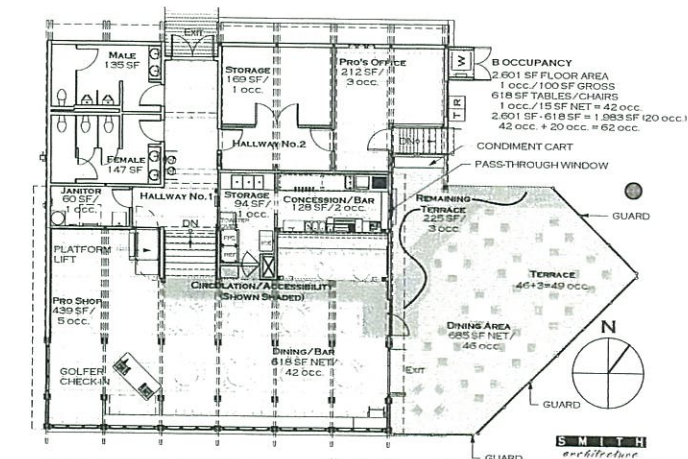 EXIT
MALE
135 SF
STORAGE
169 SF/
1 OCC.
PRO'S OFFICE
212 SF/
3 OCC.
W
T R
B OCCUPANCY
2,601 SF FLOOR AREA
1 OCC./100 SF GROSS
618 SF TABLES/CHAIRS
1 OCC./15 SF NET = 42 OCC.
2,601 SF - 618 SF = 1,983 SF (20 OCC.)
42 OCC. + 20 OCC. = 62 OCC.
HALLWAY NO.2
DN
CONDIMENT CART
PASS-THROUGH WINDOW
FEMALE
147 SF
JANITOR
60 SF/
1 OCC.
HALLWAY NO.1
STORAGE
94 SF/
1 OCC.
CONCESSION/BAR
128 SF/2 OCC.
REMAINING
TERRACE
225 SF/
3 OCC.
GUARD
DN
PLATFORM
LIFT
CIRCULATION/ACCESSIBILITY
(SHOWN SHADED)
TERRACE
46+3=49 OCC.
PRO SHOP
439 SF/
5 OCC.
DINING/BAR
618 SF NET/
42 OCC.
DINING AREA
685 SF NET/
46 OCC.
N
GOLFER
CHECK-IN
EXIT
GUARD
GUARD
SMITH
architecture